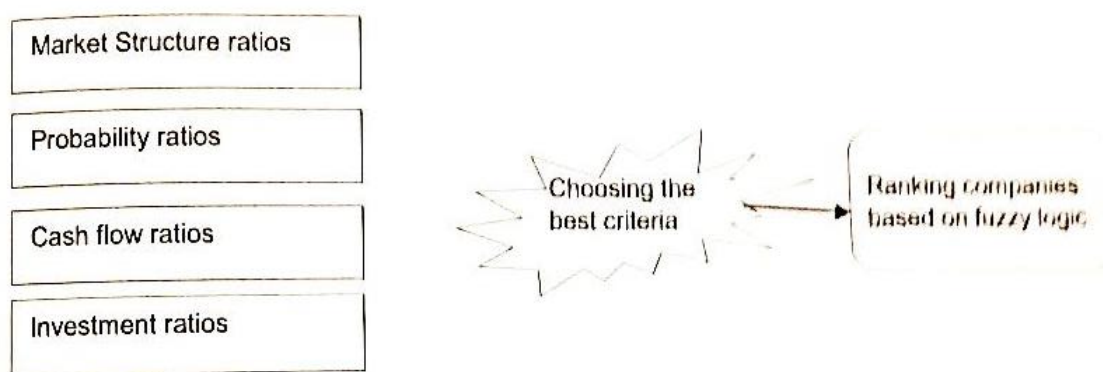 Market Structure ratios
Probability ratios
Cash flow ratios
Investment ratios
Choosing the
best criteria
Ranking companies
based on fuzzy logic